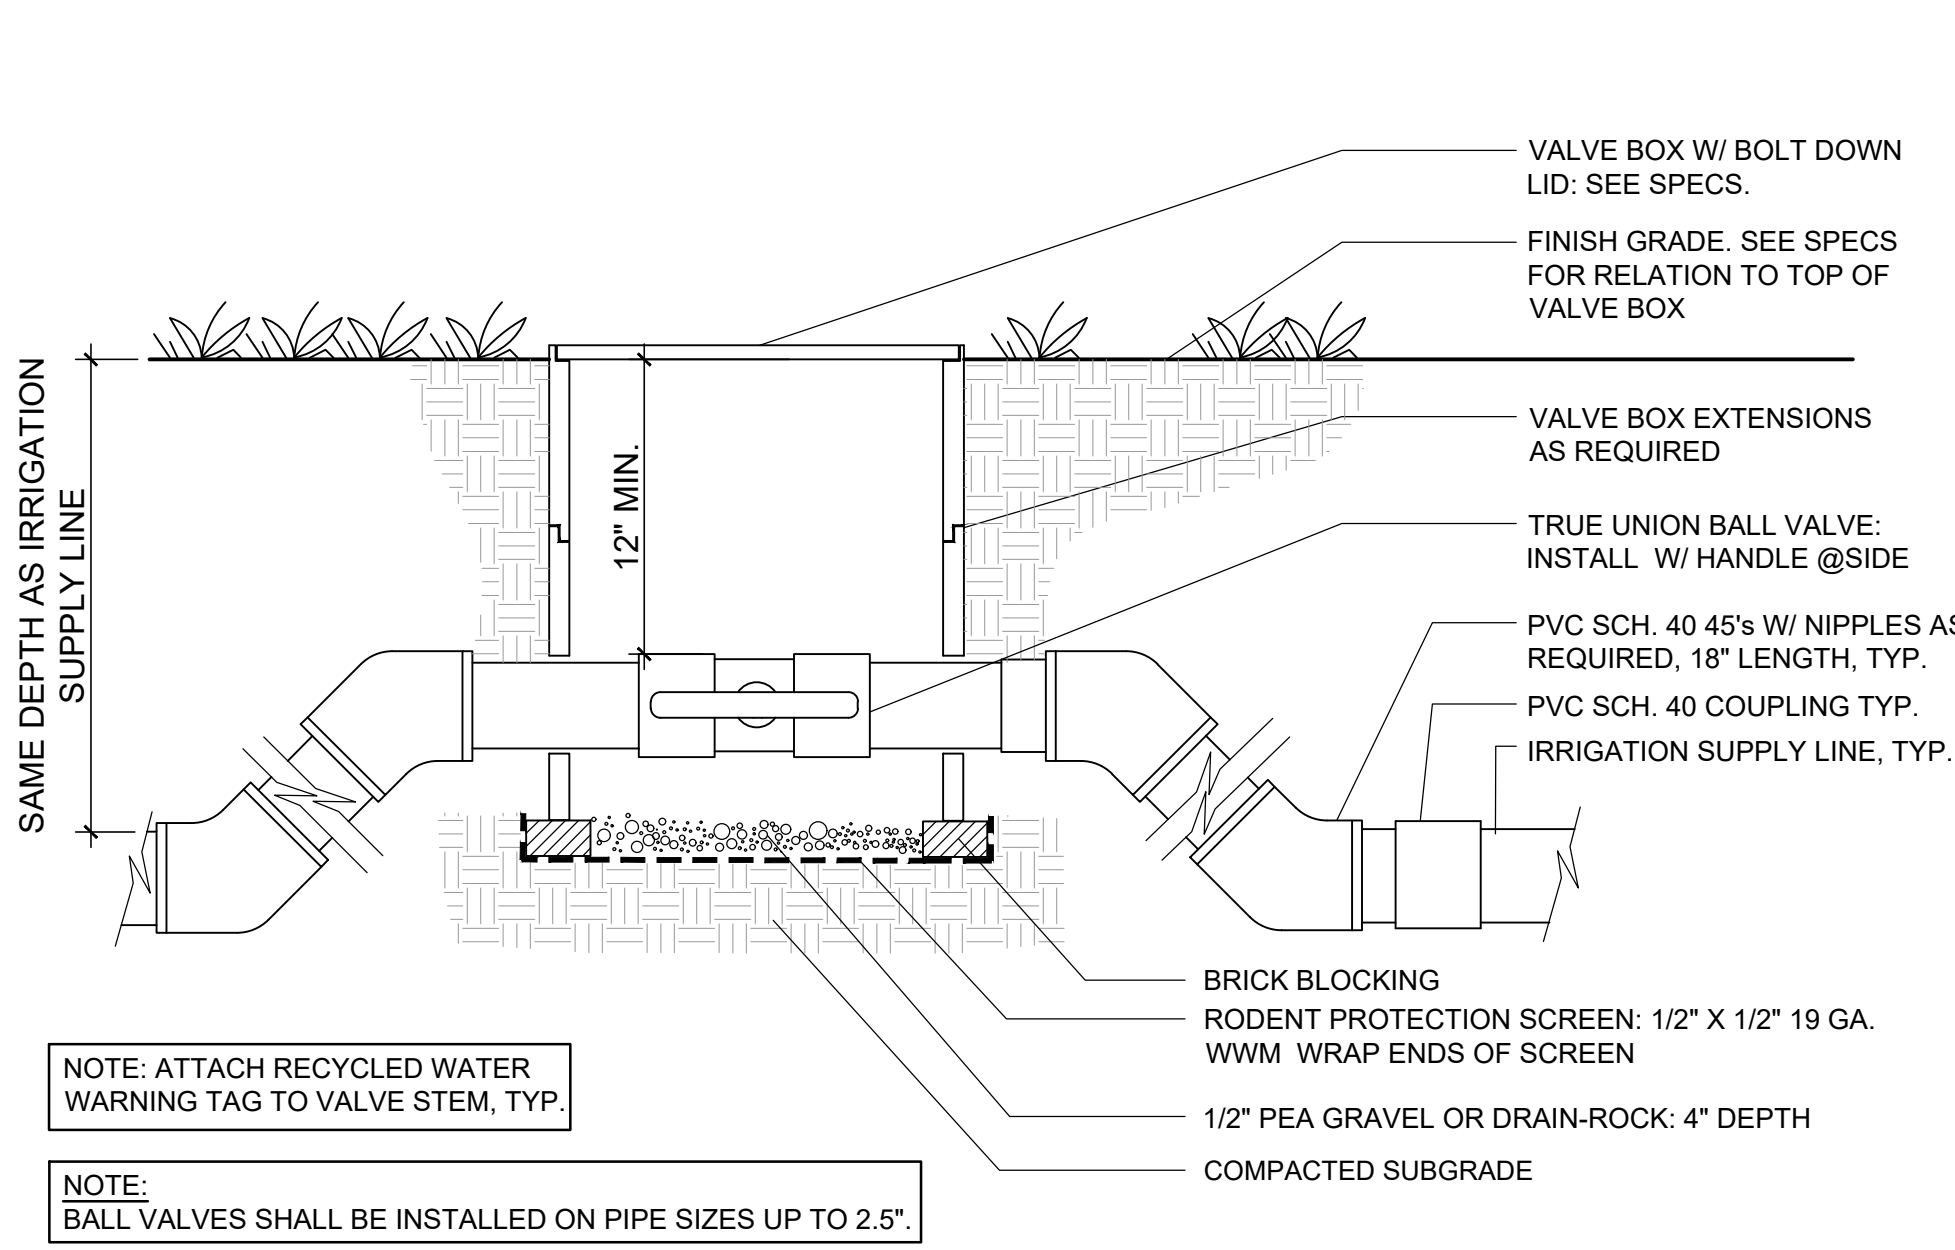 VALVE BOX W/ BOLT DOWN
LID: SEE SPECS.
FINISH GRADE. SEE SPECS
FOR RELATION TO TOP OF
VALVE BOX
VALVE BOX EXTENSIONS
AS REQUIRED
TRUE UNION BALL VALVE:
INSTALL W/ HANDLE @SIDE
PVC SCH. 40 45's W/ NIPPLES AS
REQUIRED, 18" LENGTH, TYP.
PVC SCH. 40 COUPLING TYP.
IRRIGATION SUPPLY LINE, TYP.
SAME DEPTH AS IRRIGATION
SUPPLY LINE
12" MIN.
BRICK BLOCKING
RODENT PROTECTION SCREEN: 1/2" X 1/2" 19 GA.
WWM WRAP ENDS OF SCREEN
1/2" PEA GRAVEL OR DRAIN-ROCK: 4" DEPTH
COMPACTED SUBGRADE
NOTE: ATTACH RECYCLED WATER
WARNING TAG TO VALVE STEM, TYP.
NOTE:
BALL VALVES SHALL BE INSTALLED ON PIPE SIZES UP TO 2.5".